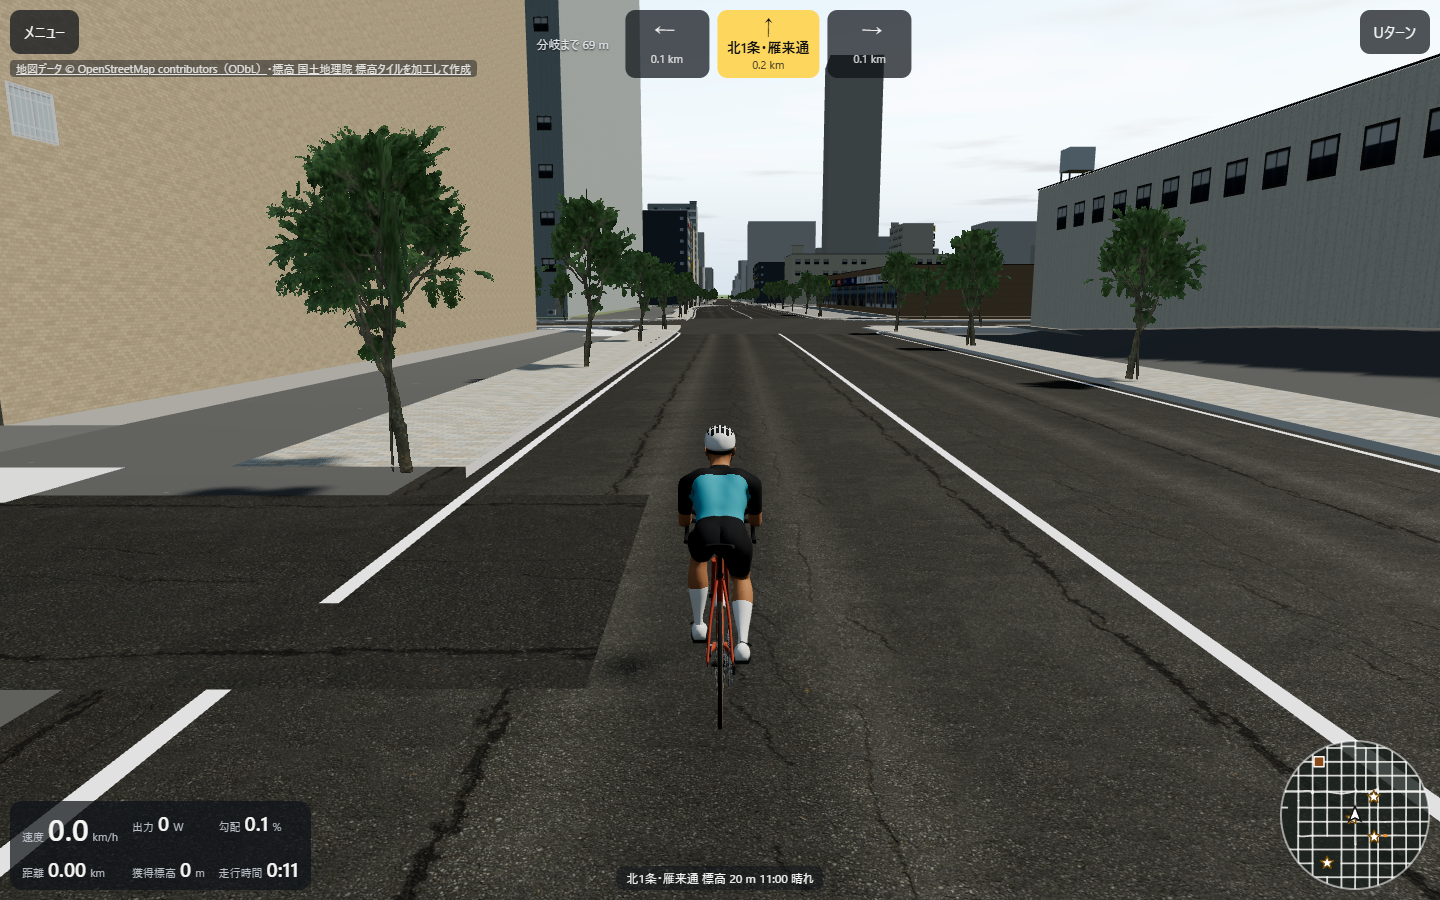 メニュー
地図データ © OpenStreetMap contributors（ODbL）・標高 国土地理院 標高タイルを加工して作成
分岐まで 69 m
←
0.1 km
↑
北1条・雁来通
0.2 km
→
0.1 km
Uターン
速度 0.0 km/h
出力 0 W
勾配 0.1 %
距離 0.00 km
獲得標高 0 m
走行時間 0:11
北1条・雁来通 標高 20 m 11:00 晴れ